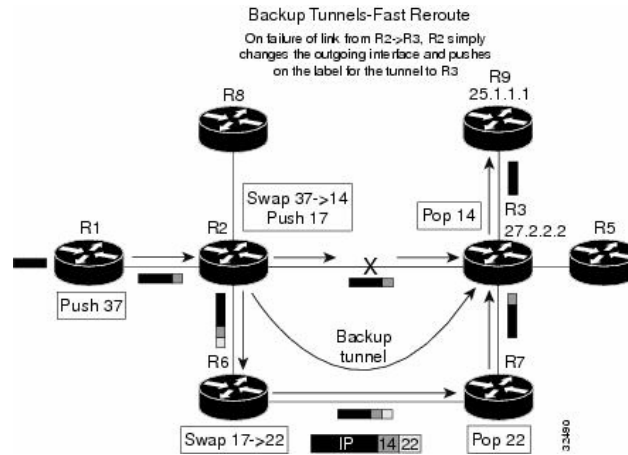 Backup Tunnels-Fast Reroute
On failure of link from R2->R3, R2 simply
changes the outgoing interface and pushes
on the label for the tunnel to R3
R9
25.1.1.1
R8
Swap 37->14
Push 17
Pop 14
R3
27.2.2.2
R1
R2
R5
X
Push 37
Backup
tunnel
R6
R7
Swap 17->22
IP 14 22
Pop 22
32490